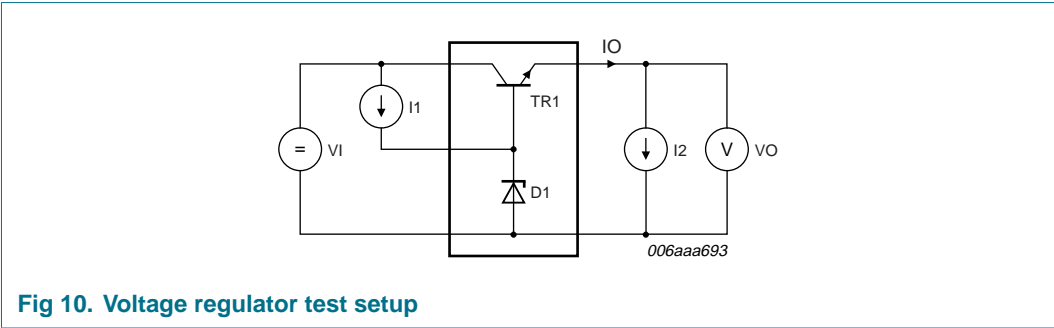 IO
TR1
I1
=
VI
I2
V
VO
D1
006aaa693
Fig 10. Voltage regulator test setup